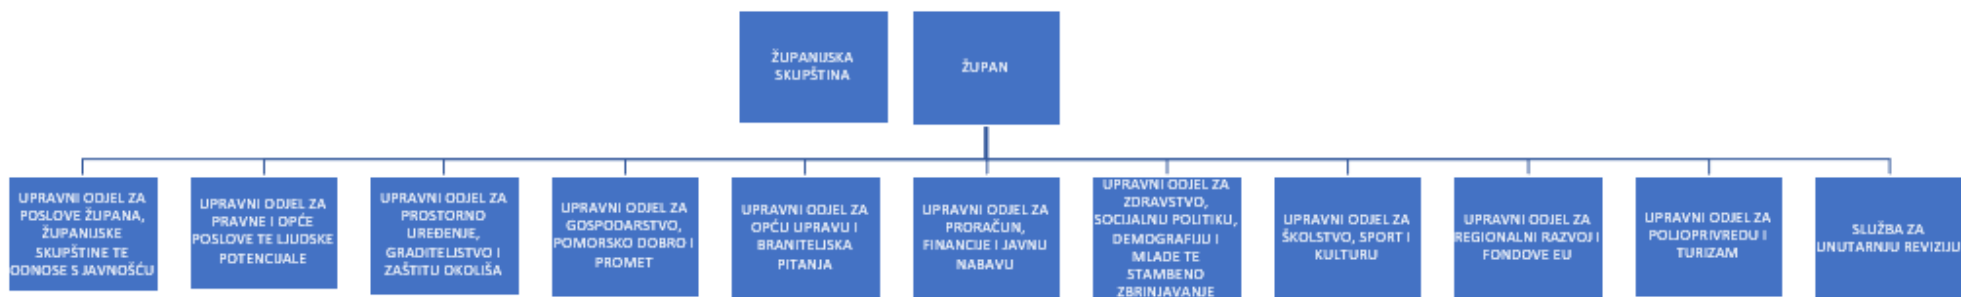 ŽUPANIJSKA
SKUPŠTINA
ŽUPAN
UPRAVNI ODJEL ZA
POSLOVE ŽUPANA,
ŽUPANIJSKE
SKUPŠTINE TE
ODNOSE S JAVNOŠĆU
UPRAVNI ODJEL ZA
PRAVNE I OPĆE
POSLOVE TE LJUDSKE
POTENCIJALE
UPRAVNI ODJEL ZA
PROSTORNO
UREĐENJE,
GRADITELJSTVO I
ZAŠTITU OKOLIŠA
UPRAVNI ODJEL ZA
GOSPODARSTVO,
POMORSKO DOBRO I
PROMET
UPRAVNI ODJEL ZA
OPĆU UPRAVU I
BRANITELJSKA
PITANJA
UPRAVNI ODJEL ZA
PRORAČUN,
FINANCIJE I JAVNU
NABAVU
UPRAVNI ODJEL ZA
ZDRAVSTVO,
SOCIJALNU POLITIKU,
DEMOGRAFIJU I
MLADE TE
STAMBENO
ZBRINJAVANJE
UPRAVNI ODJEL ZA
ŠKOLSTVO, SPORT I
KULTURU
UPRAVNI ODJEL ZA
REGIONALNI RAZVOJ I
FONDOVE EU
UPRAVNI ODJEL ZA
POLJOPRIVREDU I
TURIZAM
SLUŽBA ZA
UNUTARNJU REVIZIJU